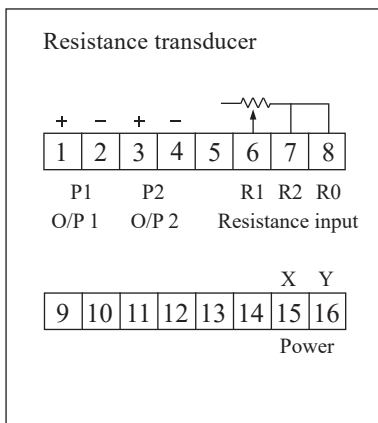 Resistance transducer
+ − + −
1 2 3 4 5 6 7 8
P1 P2 R1 R2 R0
O/P 1 O/P 2 Resistance input
X Y
9 10 11 12 13 14 15 16
Power